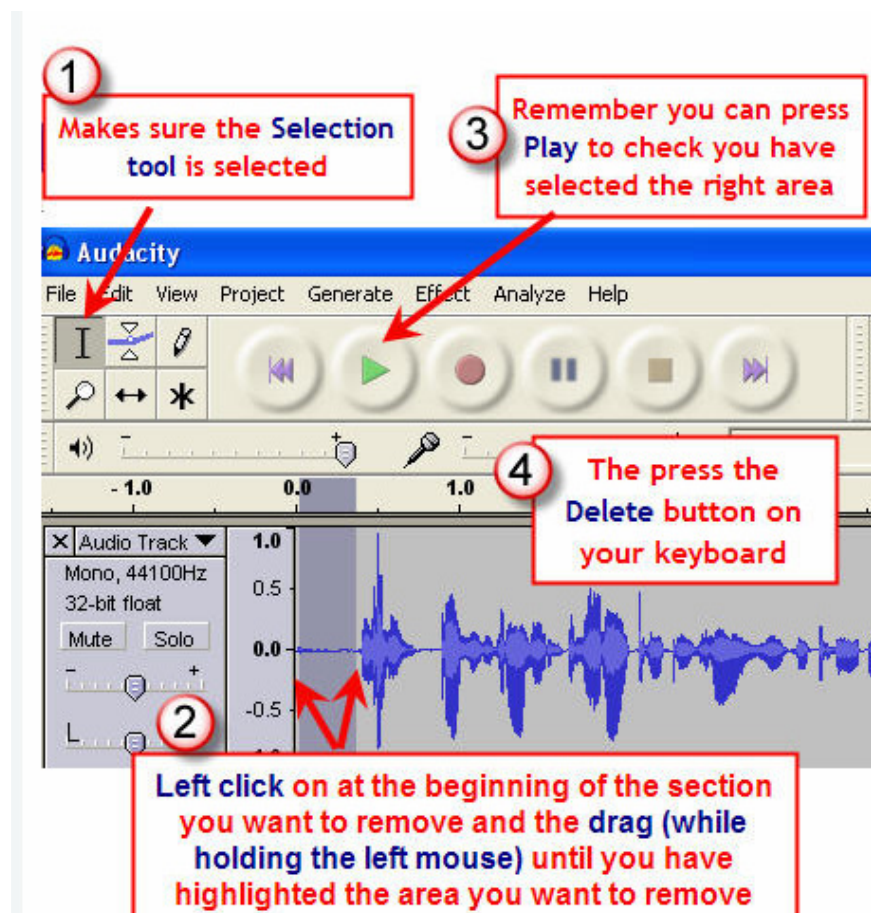 1
Makes sure the Selection
tool is selected
3
Remember you can press
Play to check you have
selected the right area
Audacity
File Edit View Project Generate Effect Analyze Help
- 1.0 0.0 1.0
4
The press the
Delete button on
your keyboard
X Audio Track
Mono, 44100Hz
32-bit float
Mute Solo
- +
L
1.0
0.5
0.0
-0.5
2
Left click on at the beginning of the section
you want to remove and the drag (while
holding the left mouse) until you have
highlighted the area you want to remove